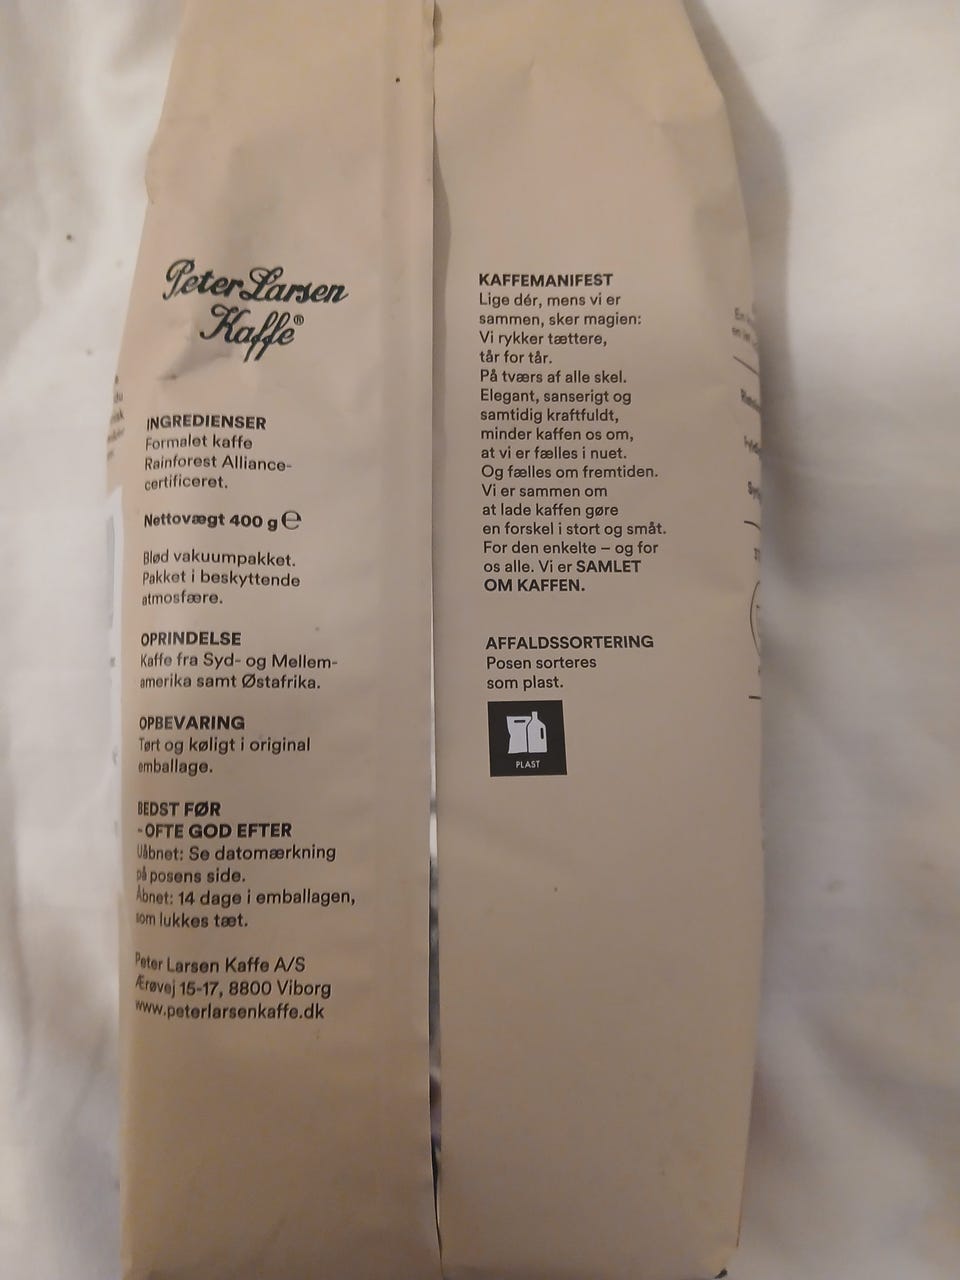 Peter Larsen
Kaffe®
INGREDIENSER
Formalet kaffe
Rainforest Alliance-
certificeret.
Nettovægt 400 g ℮
Blød vakuumpakket.
Pakket i beskyttende
atmosfære.
OPRINDELSE
Kaffe fra Syd- og Mellem-
amerika samt Østafrika.
OPBEVARING
Tørt og køligt i original
emballage.
BEDST FØR
- OFTE GOD EFTER
Uåbnet: Se datomærkning
på posens side.
Åbnet: 14 dage i emballagen,
som lukkes tæt.
Peter Larsen Kaffe A/S
Ærøvej 15-17, 8800 Viborg
www.peterlarsenkaffe.dk
KAFFEMANIFEST
Lige dér, mens vi er
sammen, sker magien:
Vi rykker tættere,
tår for tår.
På tværs af alle skel.
Elegant, sanserigt og
samtidig kraftfuldt,
minder kaffen os om,
at vi er fælles i nuet.
Og fælles om fremtiden.
Vi er sammen om
at lade kaffen gøre
en forskel i stort og småt.
For den enkelte – og for
os alle. Vi er SAMLET
OM KAFFEN.
AFFALDSSORTERING
Posen sorteres
som plast.
PLAST